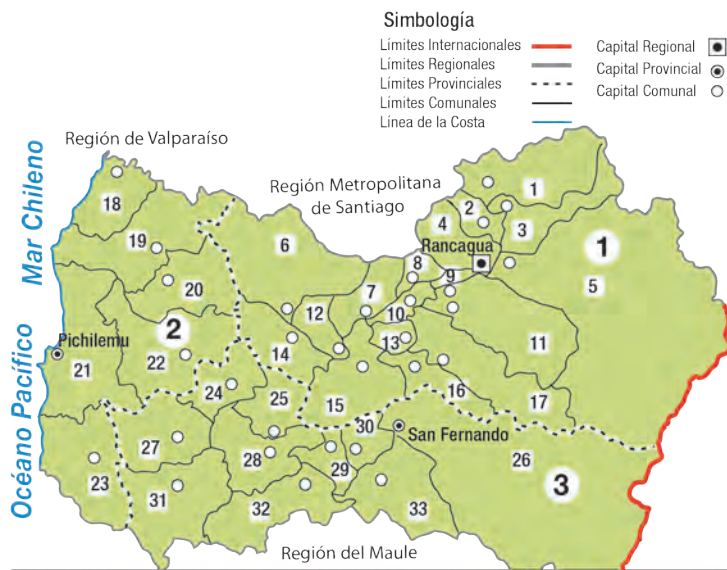 Simbología
Límites Internacionales
Límites Regionales
Límites Provinciales
Límites Comunales
Línea de la Costa
Capital Regional
Capital Provincial
Capital Comunal
Región de Valparaíso
Región Metropolitana
de Santiago
Mar Chileno
Océano Pacífico
18
19
20
2
Pichilemu
21
22
24
23
27
31
6
12
7
14
15
25
28
32
29
30
33
8
4
2
1
3
Rancagua
9
10
13
1
5
11
16
17
San Fernando
26
3
Región del Maule